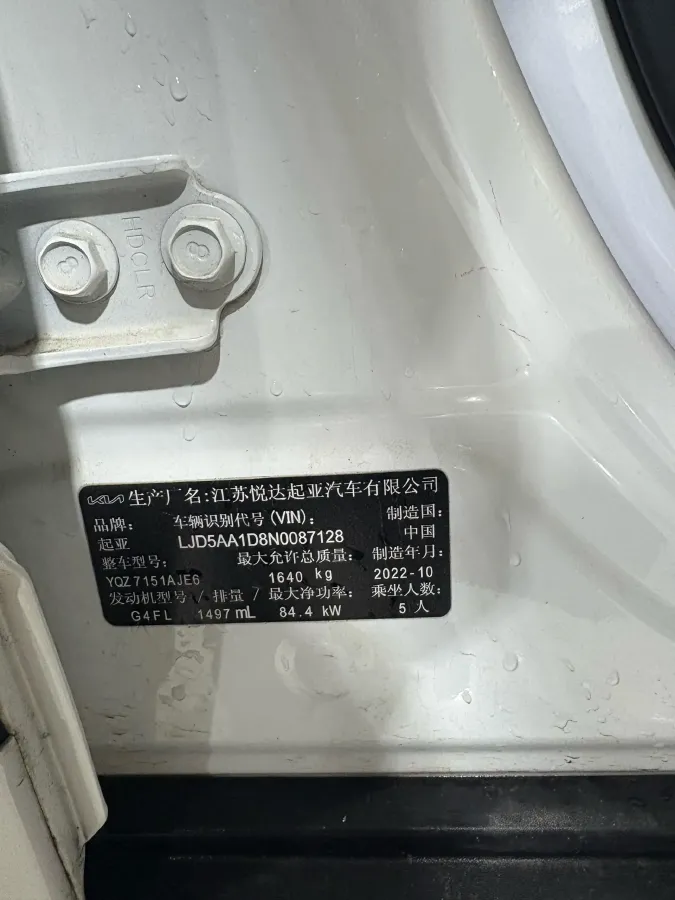 8
HDCLR
8
KIA 生产厂名:江苏悦达起亚汽车有限公司
品牌: 车辆识别代号(VIN): 制造国:
起亚 LJD5AA1D8N0087128 中国
整车型号: 最大允许总质量: 制造年月:
YQZ7151AJE6 1640 kg 2022-10
发动机型号 / 排量 / 最大净功率: 乘坐人数:
G4FL 1497 mL 84.4 kW 5 人